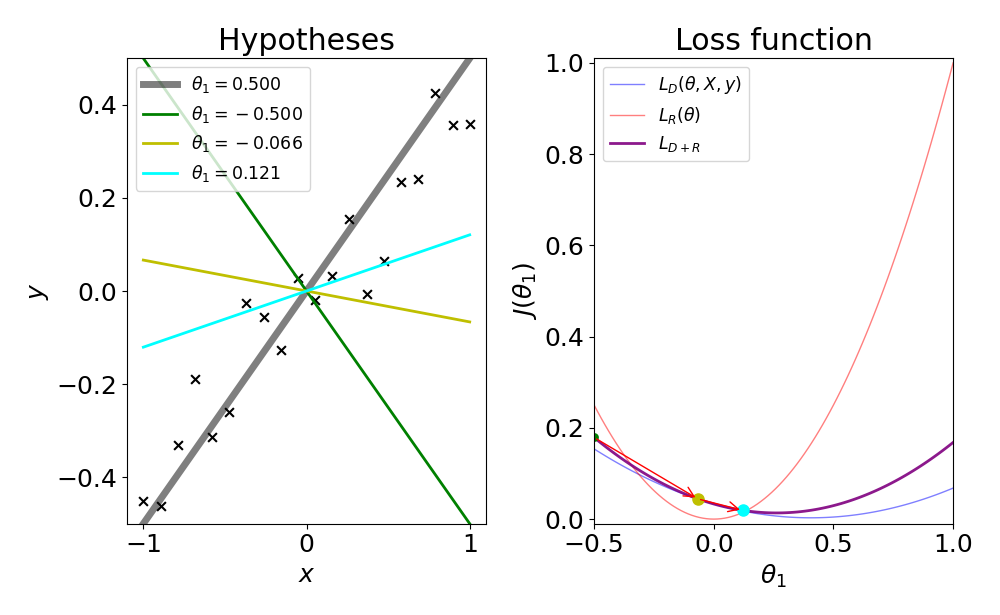 Hypotheses
θ₁ = 0.500
θ₁ = −0.500
θ₁ = −0.066
θ₁ = 0.121
0.4
0.2
0.0
−0.2
−0.4
y
−1
0
1
x
Loss function
L_D(θ, X, y)
L_R(θ)
L_{D+R}
1.0
0.8
0.6
0.4
0.2
0.0
J(θ₁)
−0.5
0.0
0.5
1.0
θ₁